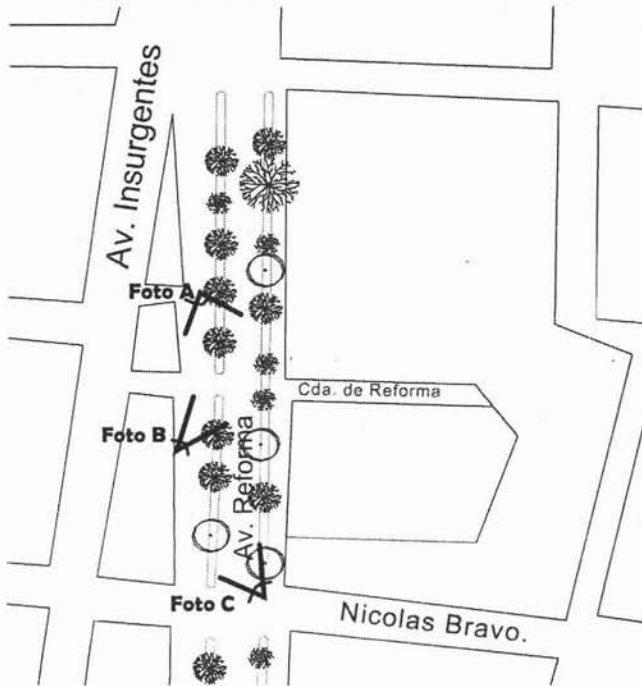 Av. Insurgentes
Foto A
Cda. de Reforma
Foto B
Av. Reforma
Foto C
Nicolas Bravo.